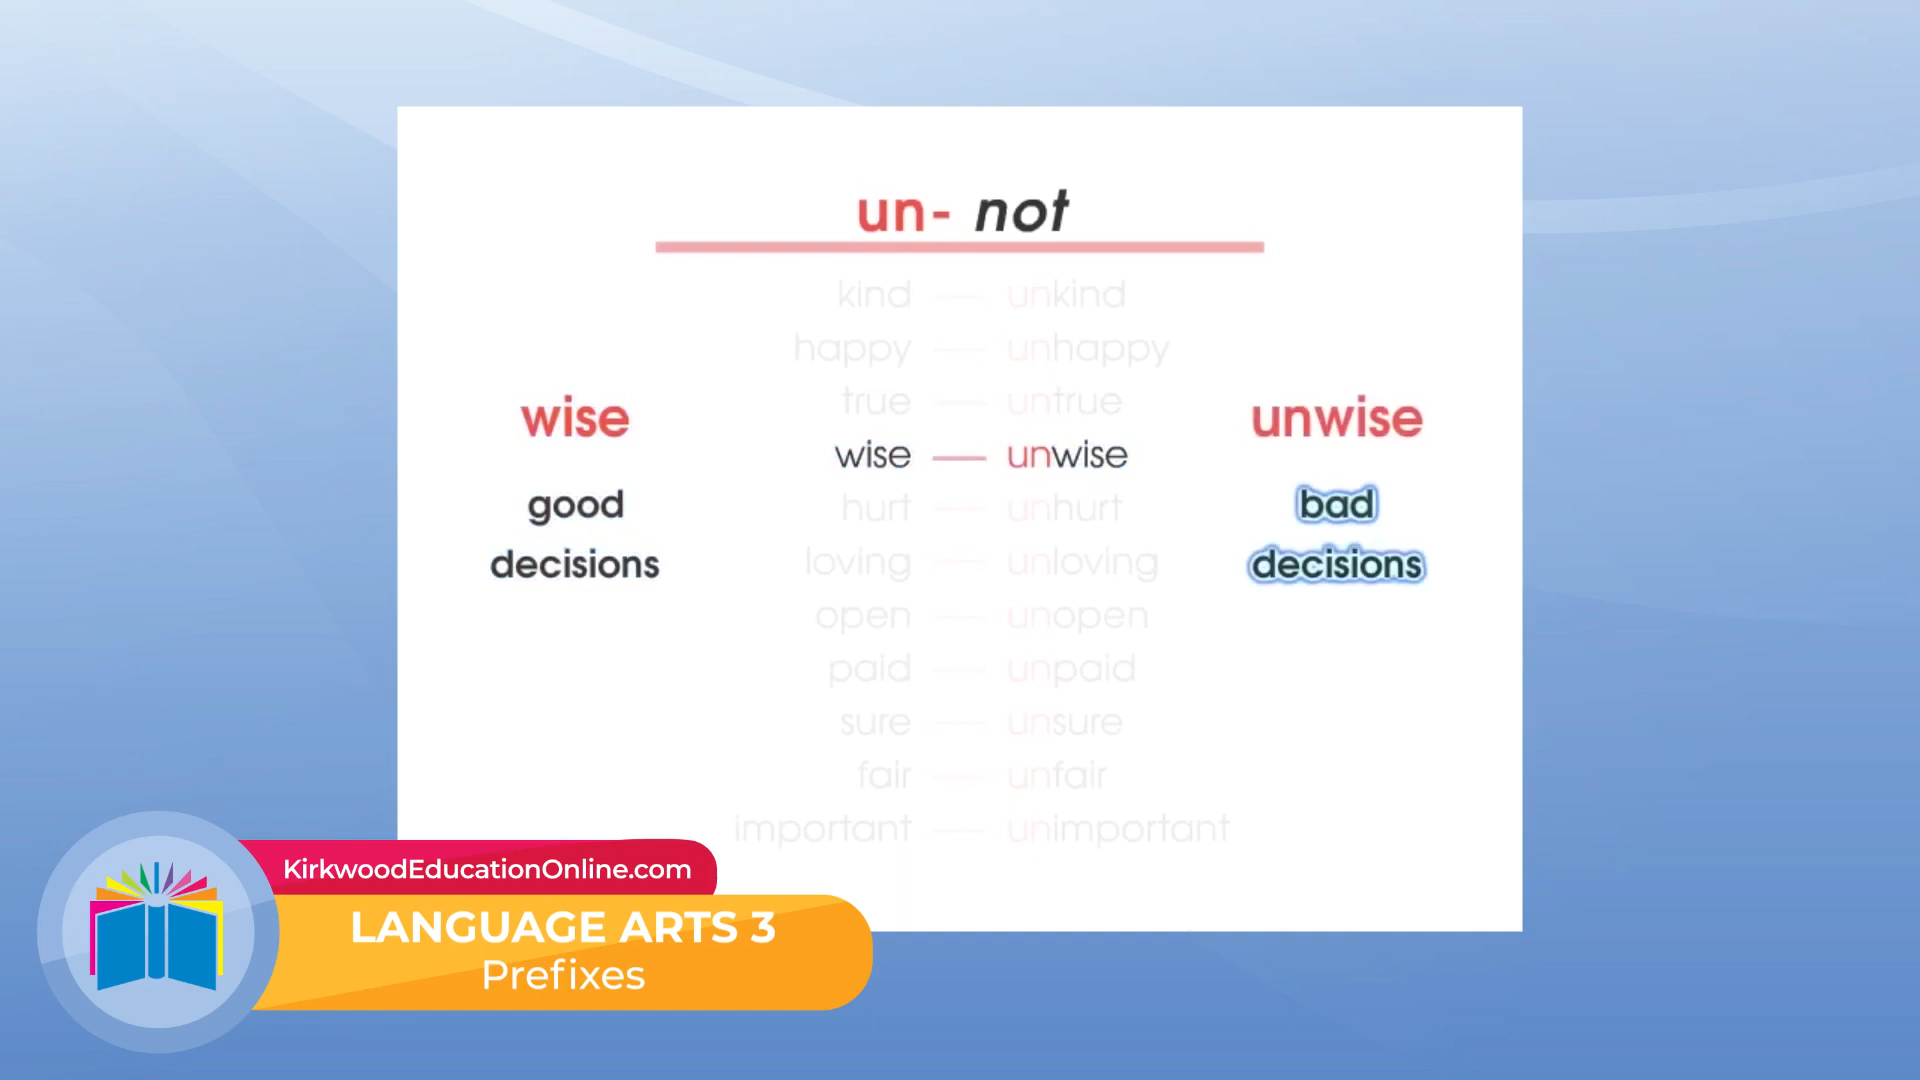 un- not
kind — unkind
happy — unhappy
true — untrue
wise
unwise
wise — unwise
good
decisions
bad
decisions
hurt — unhurt
loving — unloving
open — unopen
paid — unpaid
sure — unsure
fair — unfair
important — unimportant
KirkwoodEducationOnline.com
LANGUAGE ARTS 3
Prefixes